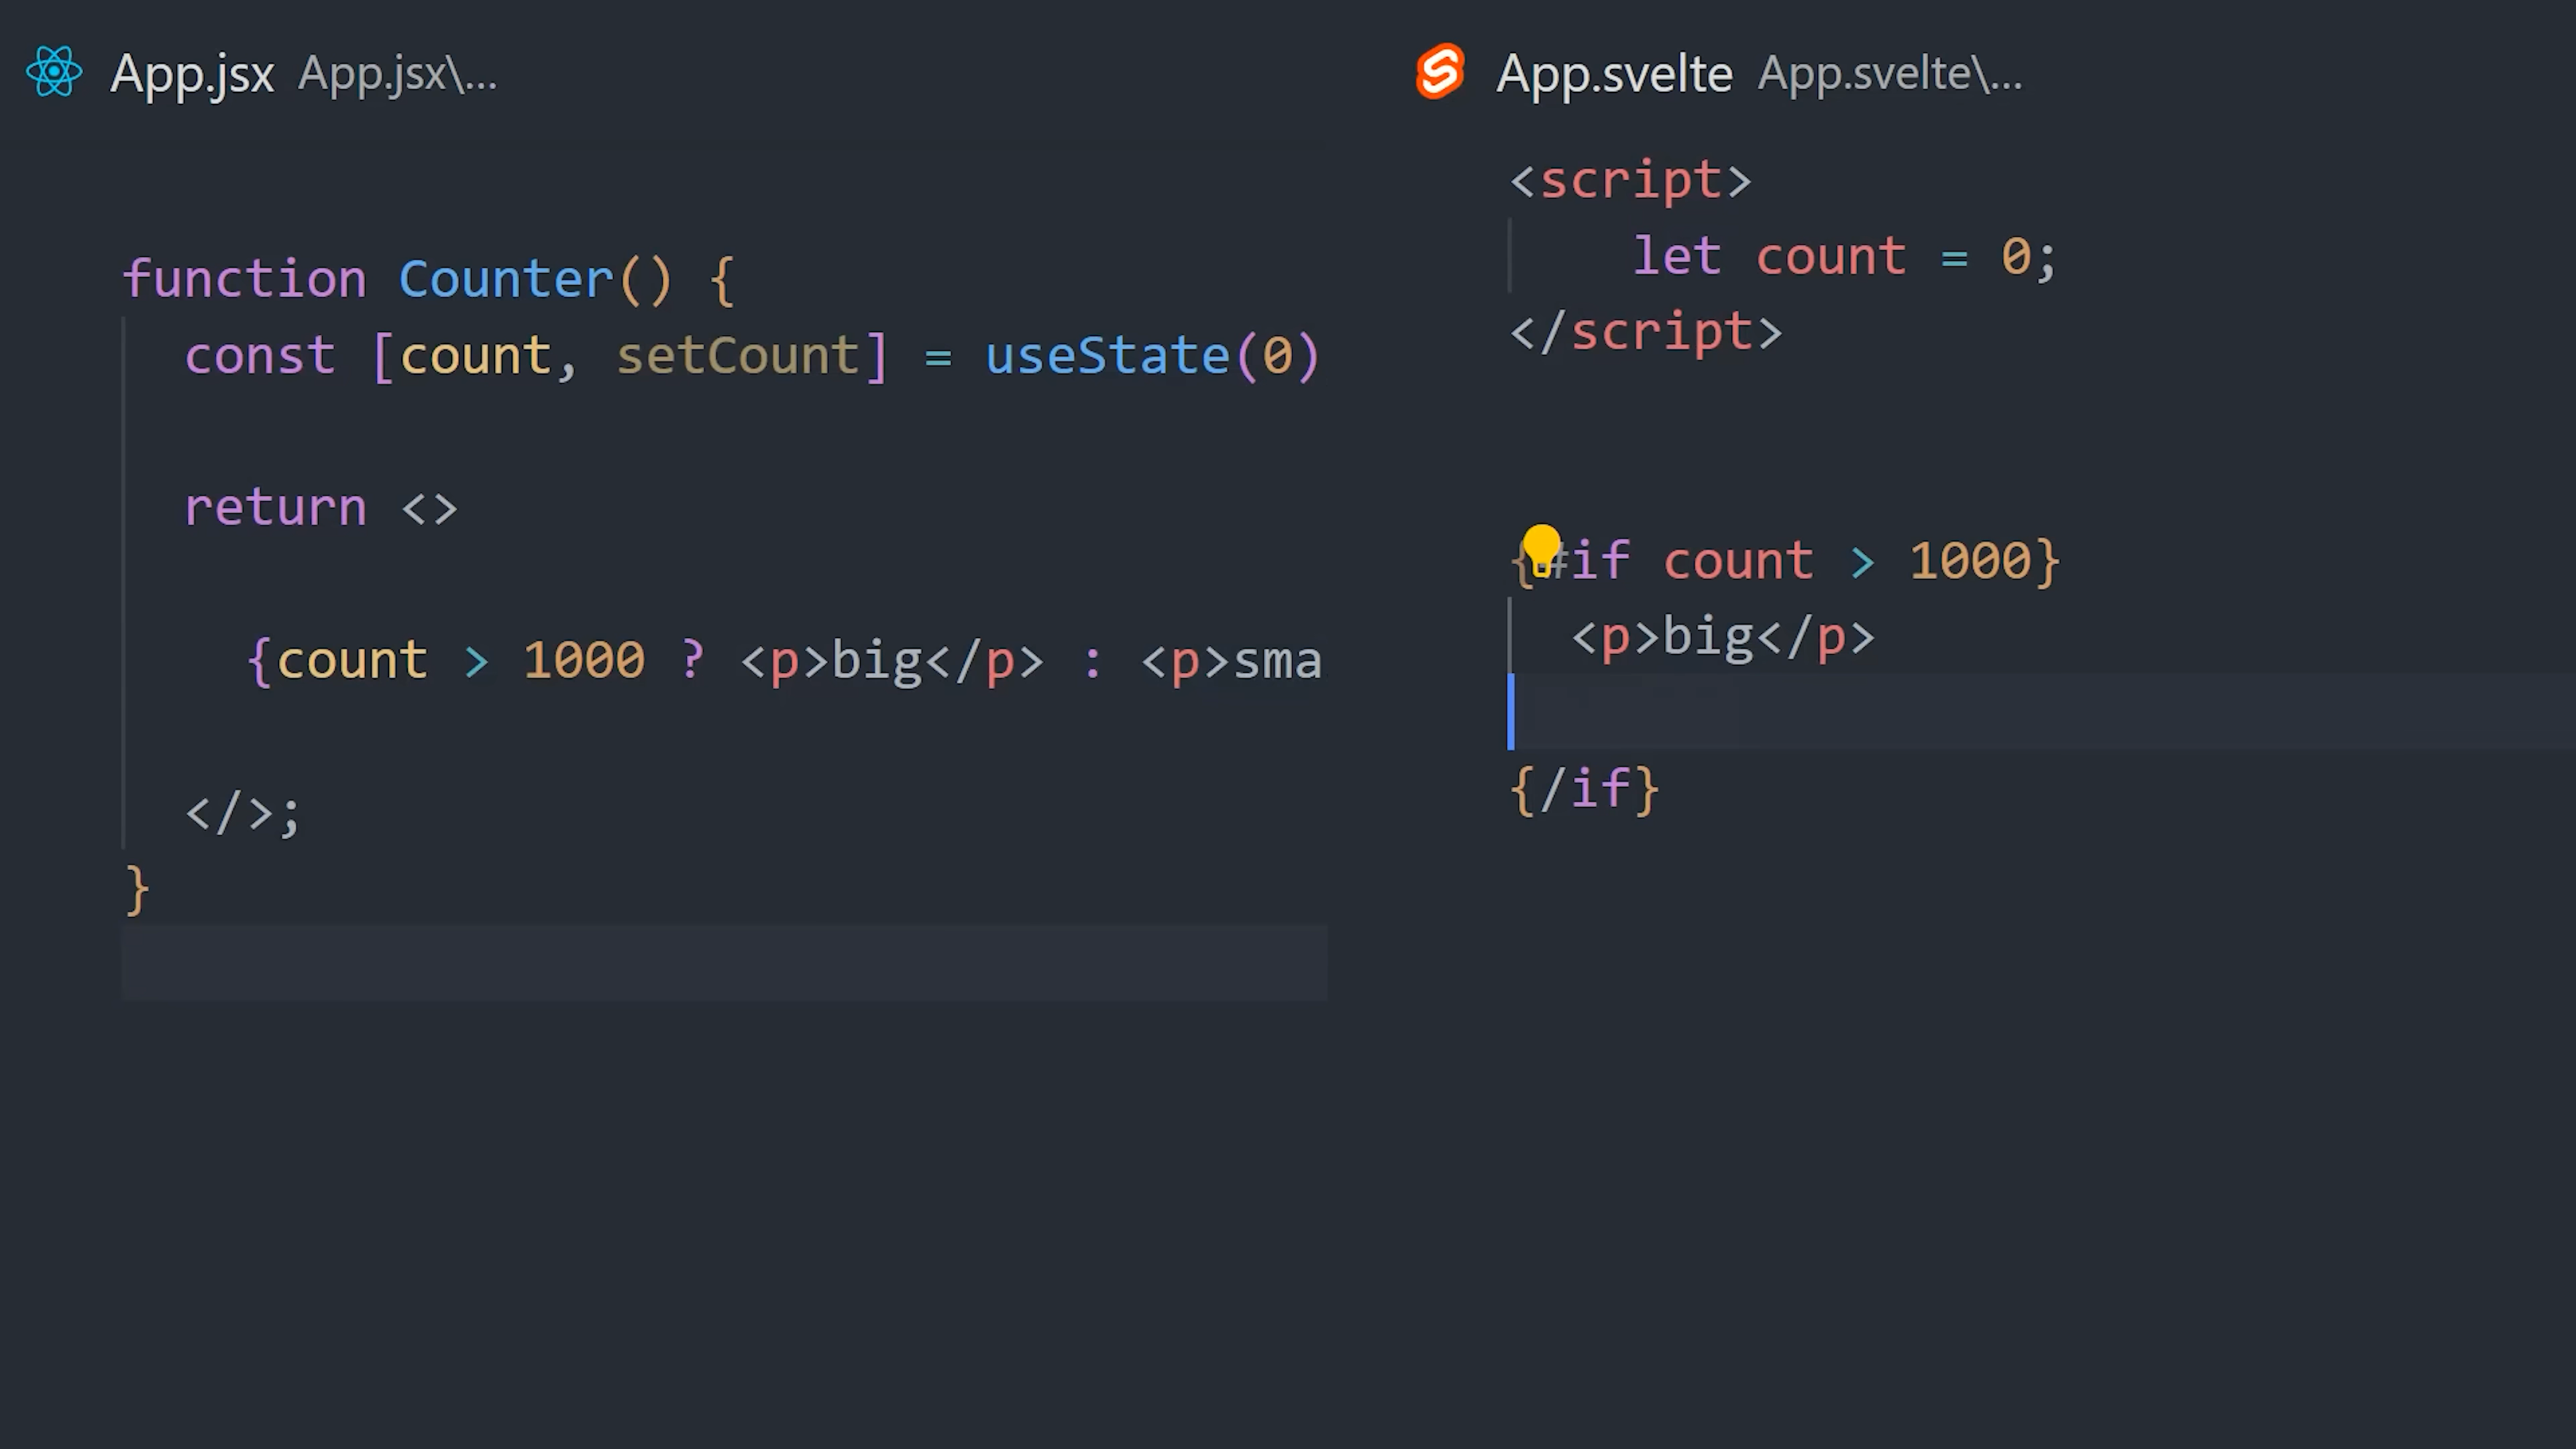 App.jsx App.jsx\...
function Counter() {
const [count, setCount] = useState(0)
return <>
{count > 1000 ? <p>big</p> : <p>sma
</>;
}
App.svelte App.svelte\...
<script>
let count = 0;
</script>
{#if count > 1000}
<p>big</p>
{/if}